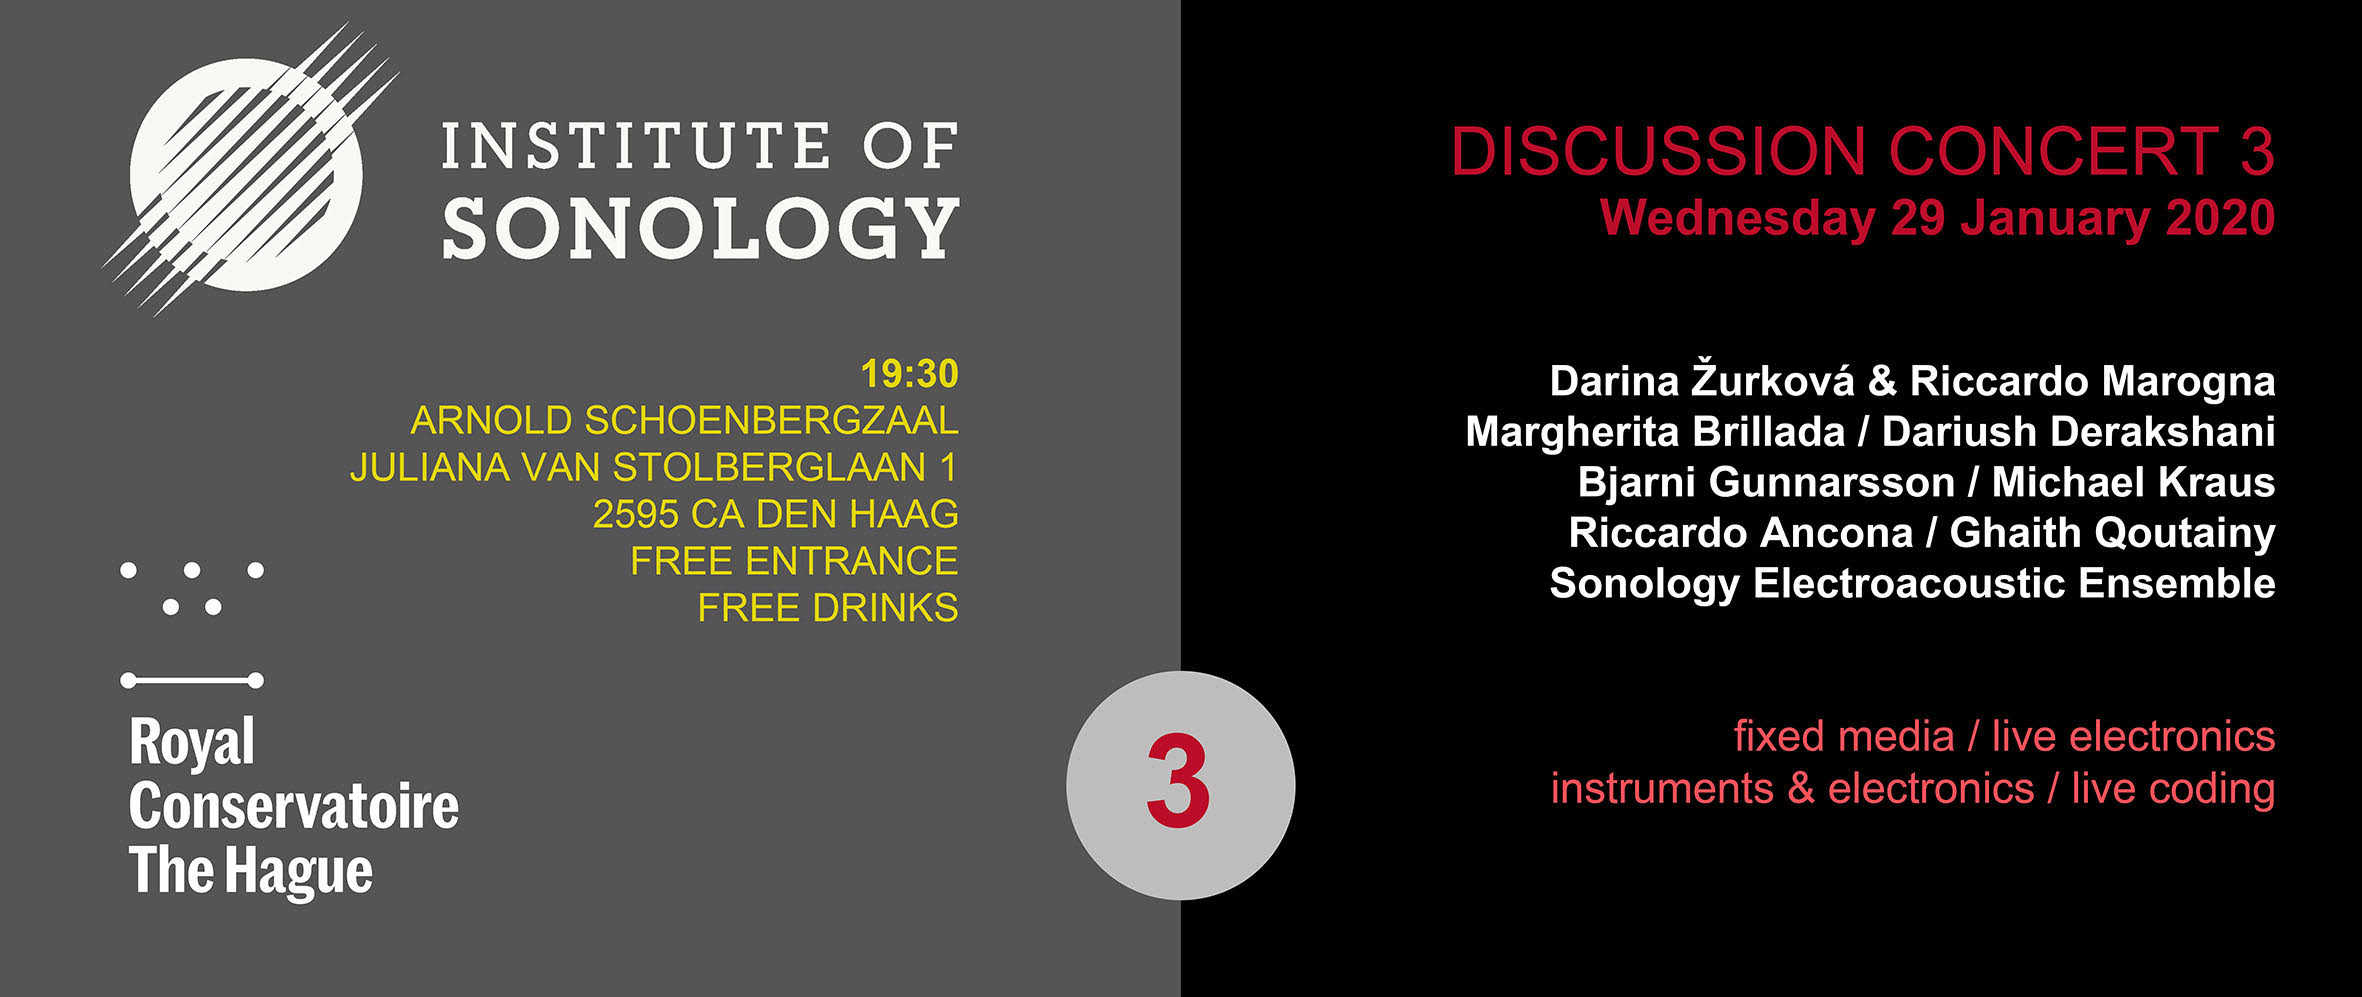 INSTITUTE OF
SONOLOGY
19:30
ARNOLD SCHOENBERGZAAL
JULIANA VAN STOLBERGLAAN 1
2595 CA DEN HAAG
FREE ENTRANCE
FREE DRINKS
Royal
Conservatoire
The Hague
3
DISCUSSION CONCERT 3
Wednesday 29 January 2020
Darina Žurková & Riccardo Marogna
Margherita Brillada / Dariush Derakshani
Bjarni Gunnarsson / Michael Kraus
Riccardo Ancona / Ghaith Qoutainy
Sonology Electroacoustic Ensemble
fixed media / live electronics
instruments & electronics / live coding